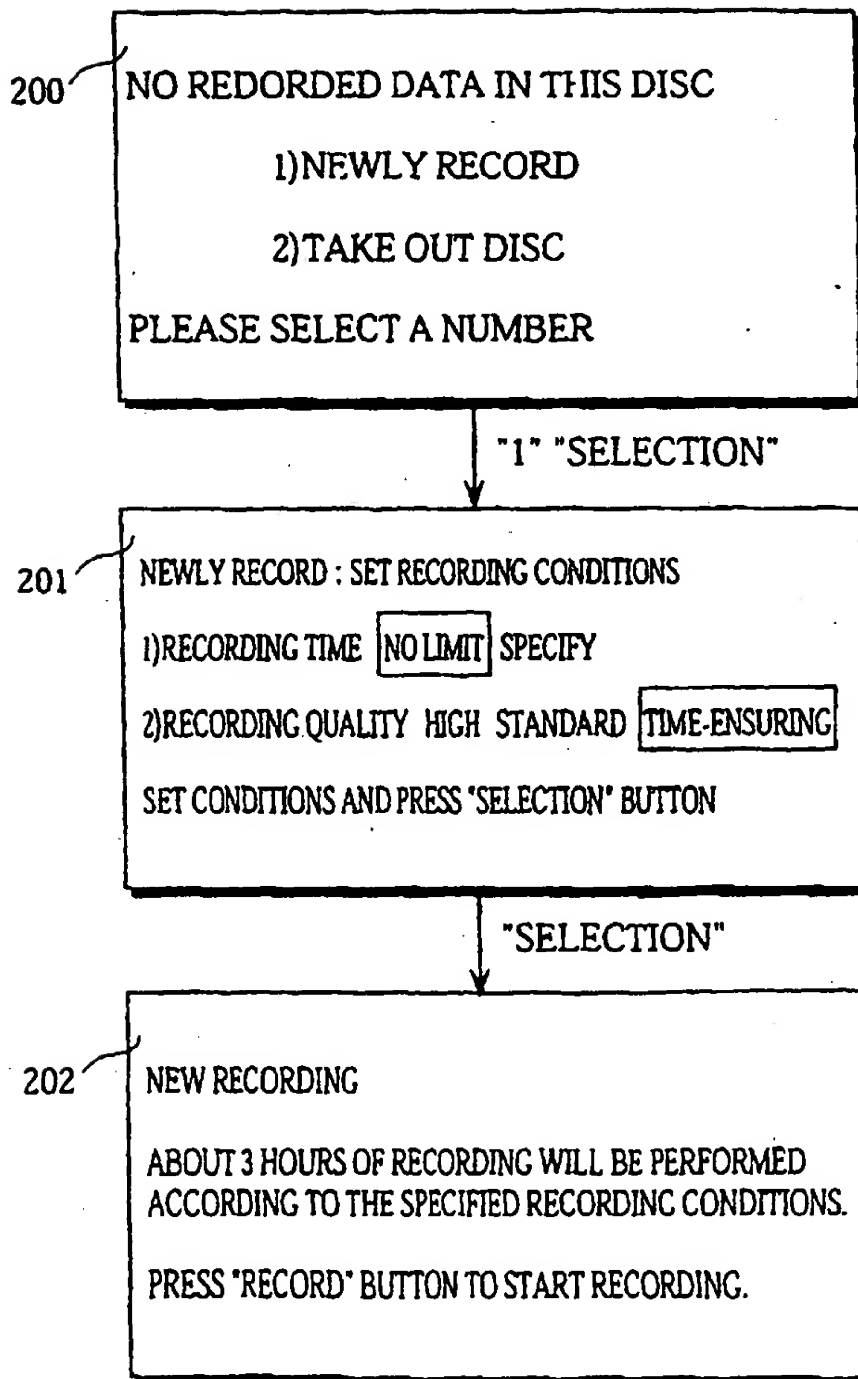 200
NO REDORDED DATA IN THIS DISC
1)NEWLY RECORD
2)TAKE OUT DISC
PLEASE SELECT A NUMBER
"1" "SELECTION"
201
NEWLY RECORD : SET RECORDING CONDITIONS
1)RECORDING TIME NO LIMIT SPECIFY
2)RECORDING QUALITY HIGH STANDARD TIME-ENSURING
SET CONDITIONS AND PRESS "SELECTION" BUTTON
"SELECTION"
202
NEW RECORDING
ABOUT 3 HOURS OF RECORDING WILL BE PERFORMED
ACCORDING TO THE SPECIFIED RECORDING CONDITIONS.
PRESS "RECORD" BUTTON TO START RECORDING.